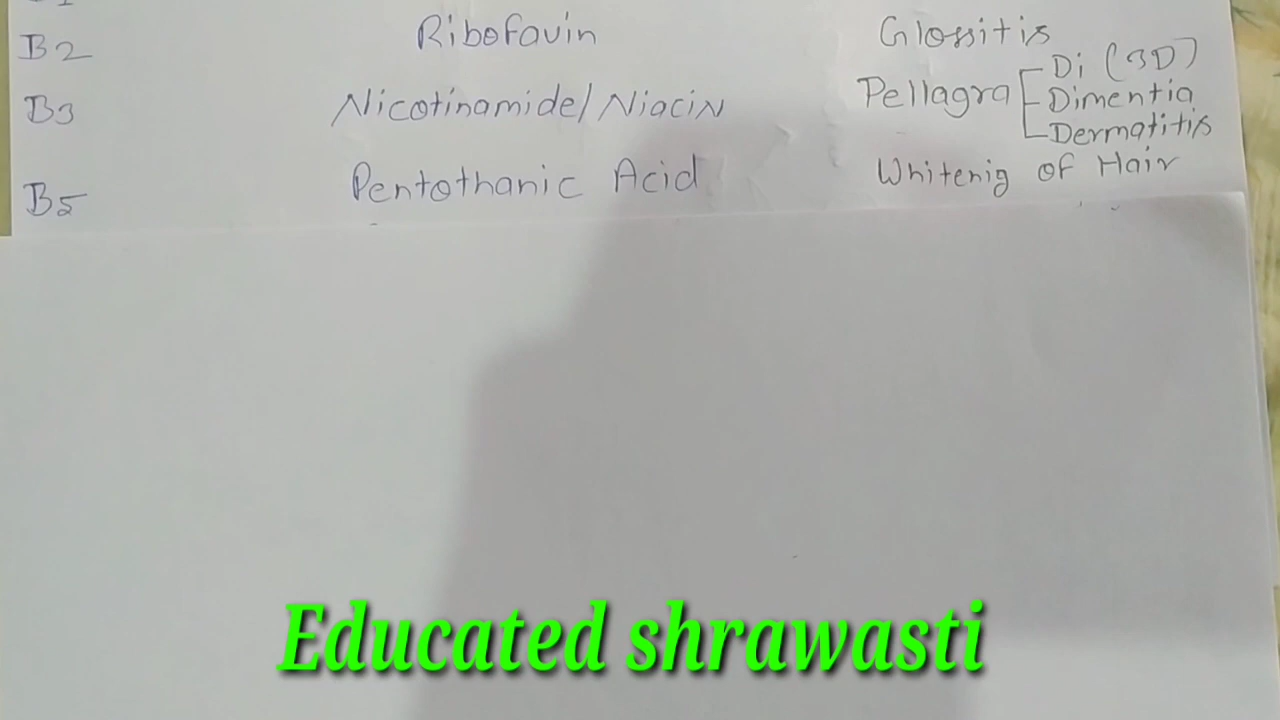 B2 Ribofavin Glossitis
Di (3D)
B3 Nicotinamide/Niacin Pellagra Dimentia
Dermatitis
B5 Pentothanic Acid Whitenig of Hair
Educated shrawasti